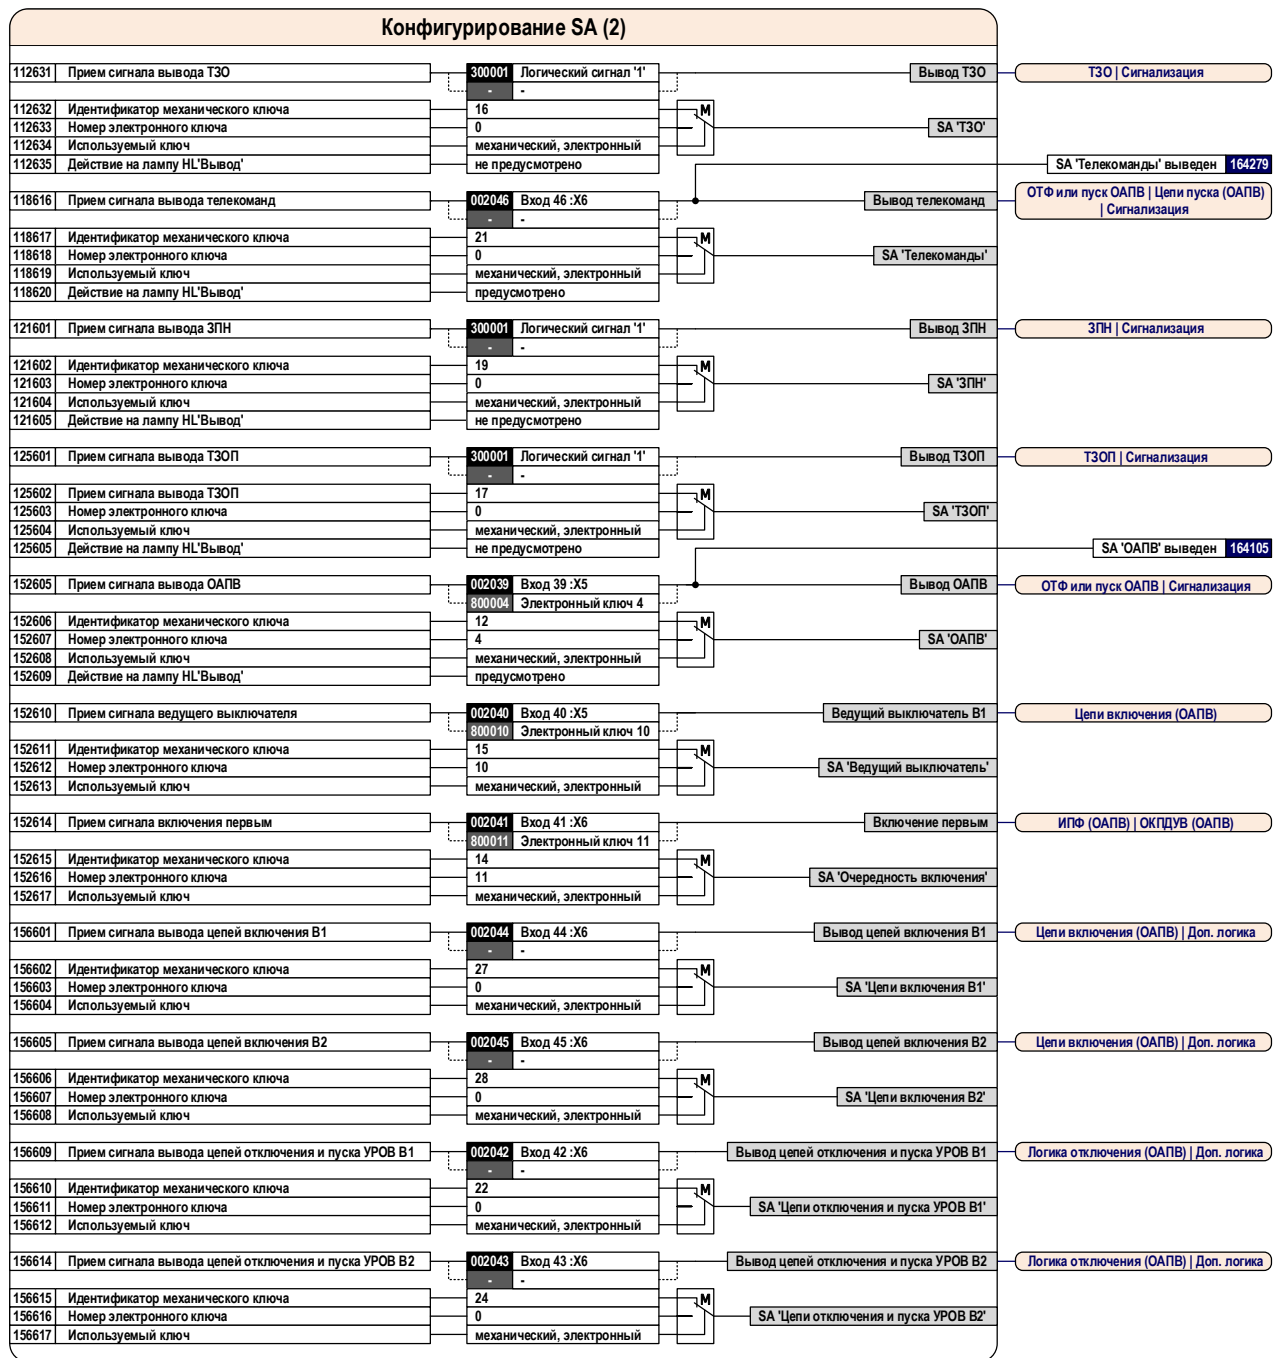 Конфигурирование SA (2)
112631 Прием сигнала вывода ТЗО 300001 Логический сигнал '1' Вывод ТЗО ТЗО | Сигнализация
- -
112632 Идентификатор механического ключа 16 М
112633 Номер электронного ключа 0 SA 'ТЗО'
112634 Используемый ключ механический, электронный
112635 Действие на лампу HL'Вывод' не предусмотрено SA 'Телекоманды' выведен 164279
118616 Прием сигнала вывода телекоманд 002046 Вход 46 :X6 Вывод телекоманд ОТФ или пуск ОАПВ | Цепи пуска (ОАПВ)
| Сигнализация
- -
118617 Идентификатор механического ключа 21 М
118618 Номер электронного ключа 0 SA 'Телекоманды'
118619 Используемый ключ механический, электронный
118620 Действие на лампу HL'Вывод' предусмотрено
121601 Прием сигнала вывода ЗПН 300001 Логический сигнал '1' Вывод ЗПН ЗПН | Сигнализация
- -
121602 Идентификатор механического ключа 19 М
121603 Номер электронного ключа 0 SA 'ЗПН'
121604 Используемый ключ механический, электронный
121605 Действие на лампу HL'Вывод' не предусмотрено
125601 Прием сигнала вывода ТЗОП 300001 Логический сигнал '1' Вывод ТЗОП ТЗОП | Сигнализация
- -
125602 Прием сигнала вывода ТЗОП 17 М
125603 Номер электронного ключа 0 SA 'ТЗОП'
125604 Используемый ключ механический, электронный
125605 Действие на лампу HL'Вывод' не предусмотрено SA 'ОАПВ' выведен 164105
152605 Прием сигнала вывода ОАПВ 002039 Вход 39 :X5 Вывод ОАПВ ОТФ или пуск ОАПВ | Сигнализация
800004 Электронный ключ 4
152606 Идентификатор механического ключа 12 М
152607 Номер электронного ключа 4 SA 'ОАПВ'
152608 Используемый ключ механический, электронный
152609 Действие на лампу HL'Вывод' предусмотрено
152610 Прием сигнала ведущего выключателя 002040 Вход 40 :X5 Ведущий выключатель В1 Цепи включения (ОАПВ)
800010 Электронный ключ 10
152611 Идентификатор механического ключа 15 М
152612 Номер электронного ключа 10 SA 'Ведущий выключатель'
152613 Используемый ключ механический, электронный
152614 Прием сигнала включения первым 002041 Вход 41 :X6 Включение первым ИПФ (ОАПВ) | ОКПДУВ (ОАПВ)
800011 Электронный ключ 11
152615 Идентификатор механического ключа 14 М
152616 Номер электронного ключа 11 SA 'Очередность включения'
152617 Используемый ключ механический, электронный
156601 Прием сигнала вывода цепей включения В1 002044 Вход 44 :X6 Вывод цепей включения В1 Цепи включения (ОАПВ) | Доп. логика
- -
156602 Идентификатор механического ключа 27 М
156603 Номер электронного ключа 0 SA 'Цепи включения В1'
156604 Используемый ключ механический, электронный
156605 Прием сигнала вывода цепей включения В2 002045 Вход 45 :X6 Вывод цепей включения В2 Цепи включения (ОАПВ) | Доп. логика
- -
156606 Идентификатор механического ключа 28 М
156607 Номер электронного ключа 0 SA 'Цепи включения В2'
156608 Используемый ключ механический, электронный
156609 Прием сигнала вывода цепей отключения и пуска УРОВ В1 002042 Вход 42 :X6 Вывод цепей отключения и пуска УРОВ В1 Логика отключения (ОАПВ) | Доп. логика
- -
156610 Идентификатор механического ключа 22 М
156611 Номер электронного ключа 0 SA 'Цепи отключения и пуска УРОВ В1'
156612 Используемый ключ механический, электронный
156614 Прием сигнала вывода цепей отключения и пуска УРОВ В2 002043 Вход 43 :X6 Вывод цепей отключения и пуска УРОВ В2 Логика отключения (ОАПВ) | Доп. логика
- -
156615 Идентификатор механического ключа 24 М
156616 Номер электронного ключа 0 SA 'Цепи отключения и пуска УРОВ В2'
156617 Используемый ключ механический, электронный